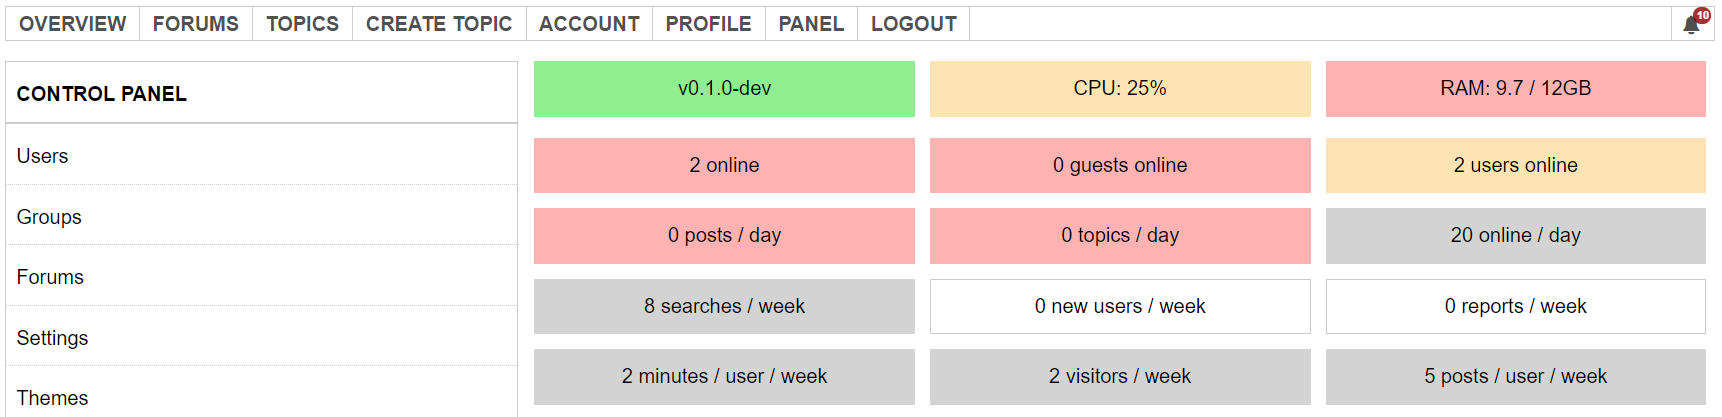 OVERVIEW FORUMS TOPICS CREATE TOPIC ACCOUNT PROFILE PANEL LOGOUT 10
CONTROL PANEL
Users
Groups
Forums
Settings
Themes
v0.1.0-dev CPU: 25% RAM: 9.7 / 12GB
2 online 0 guests online 2 users online
0 posts / day 0 topics / day 20 online / day
8 searches / week 0 new users / week 0 reports / week
2 minutes / user / week 2 visitors / week 5 posts / user / week